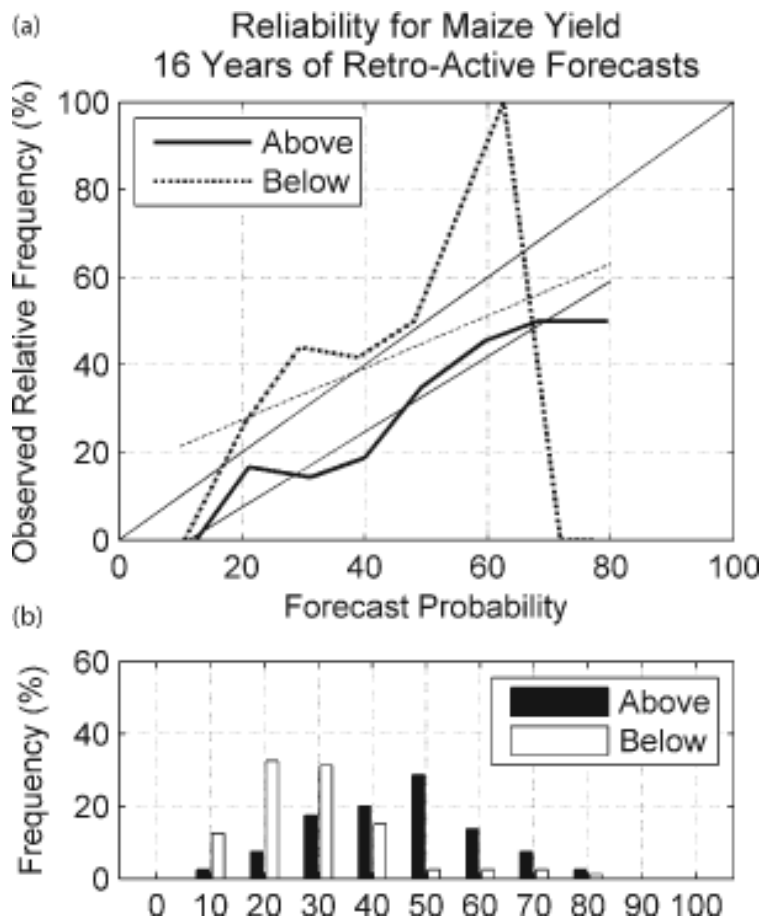 (a)
Reliability for Maize Yield
16 Years of Retro-Active Forecasts
Observed Relative Frequency (%)
100
80
60
40
20
0
Above
Below
0 20 40 60 80 100
Forecast Probability
(b)
Frequency (%)
60
40
20
0
Above
Below
0 10 20 30 40 50 60 70 80 90 100